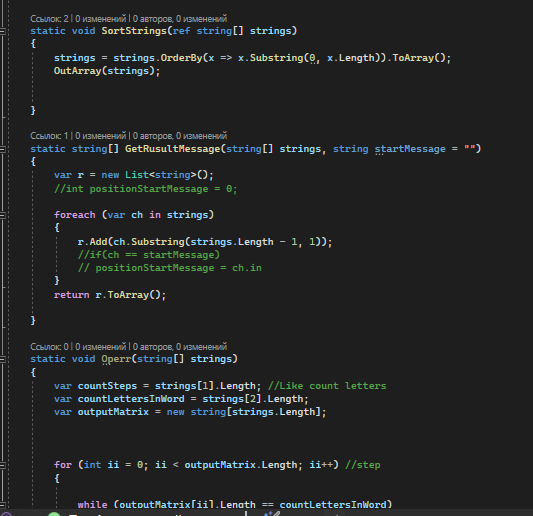 Ссылок: 2 | 0 изменений | 0 авторов, 0 изменений
static void SortStrings(ref string[] strings)
{
strings = strings.OrderBy(x => x.Substring(0, x.Length)).ToArray();
OutArray(strings);
}
Ссылок: 1 | 0 изменений | 0 авторов, 0 изменений
static string[] GetRusultMessage(string[] strings, string startMessage = "")
{
var r = new List<string>();
//int positionStartMessage = 0;
foreach (var ch in strings)
{
r.Add(ch.Substring(strings.Length - 1, 1));
//if(ch == startMessage)
// positionStartMessage = ch.in
}
return r.ToArray();
}
Ссылок: 0 | 0 изменений | 0 авторов, 0 изменений
static void Operr(string[] strings)
{
var countSteps = strings[1].Length; //Like count letters
var countLettersInWord = strings[2].Length;
var outputMatrix = new string[strings.Length];
for (int ii = 0; ii < outputMatrix.Length; ii++) //step
{
while (outputMatrix[ii].Length == countLettersInWord)